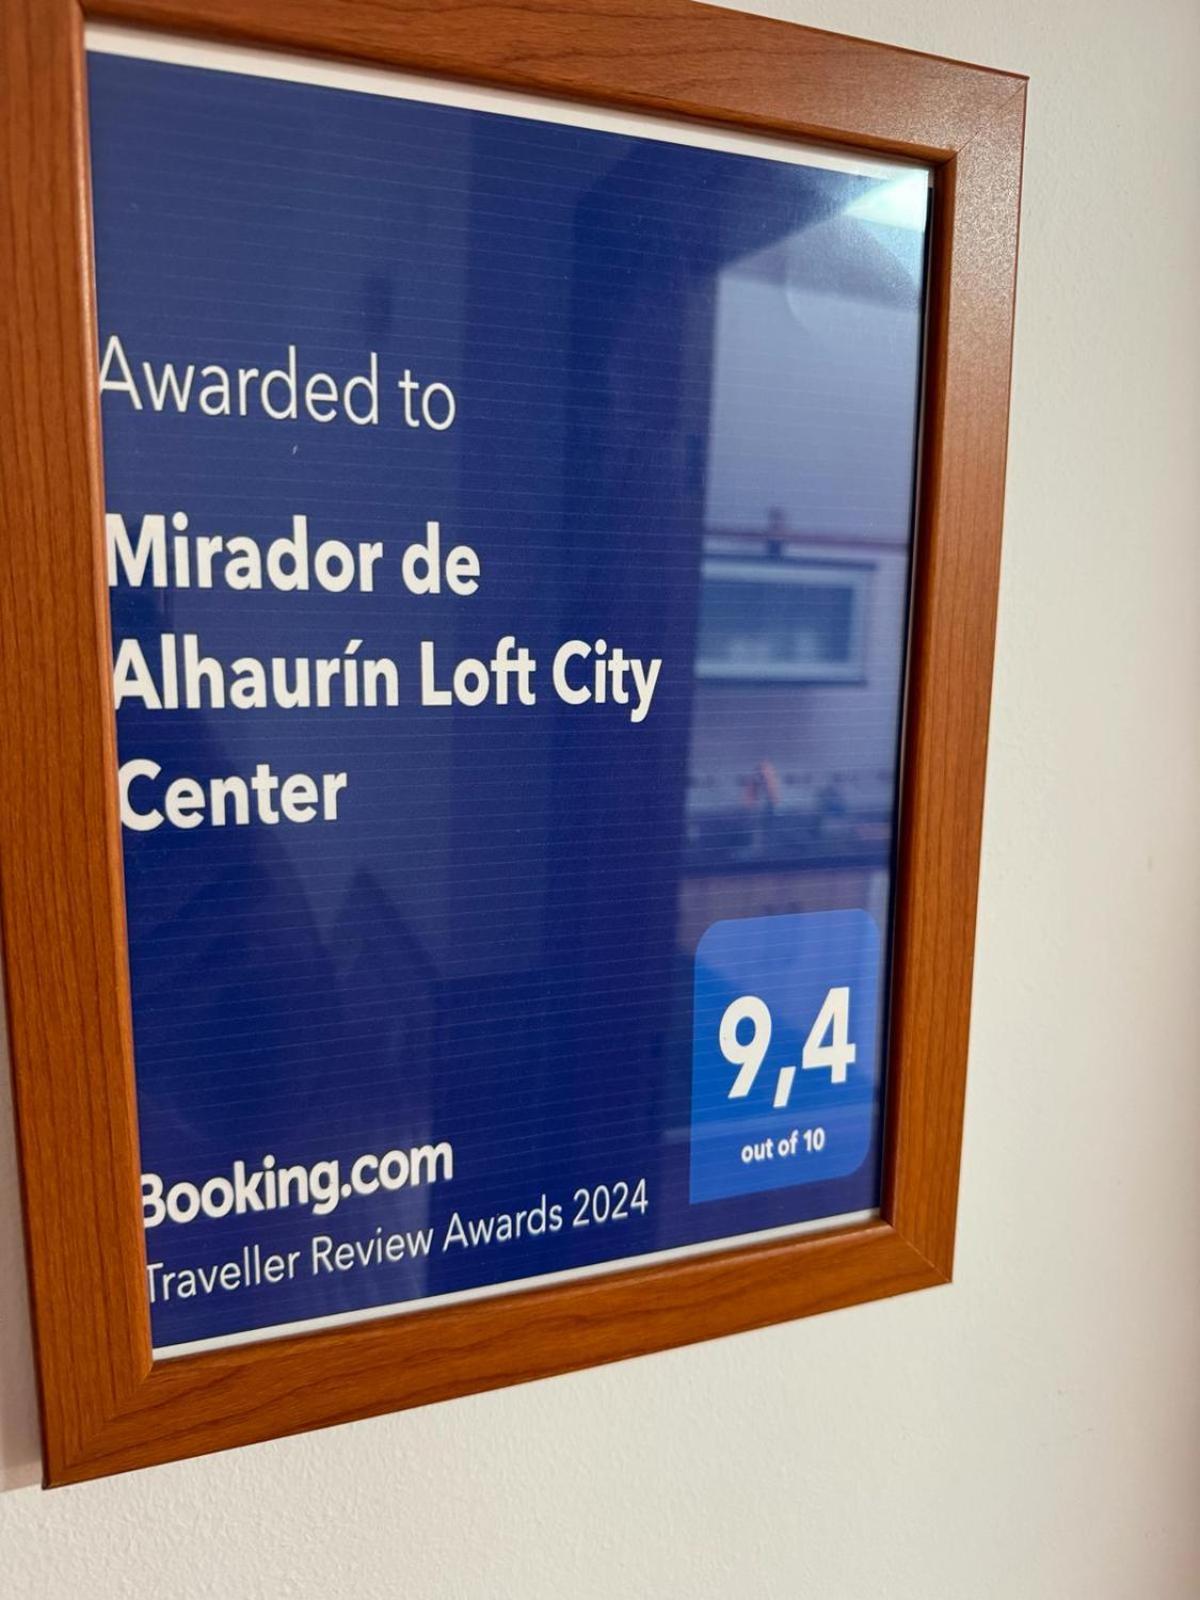 Awarded to
Mirador de
Alhaurín Loft City
Center
9,4
out of 10
Booking.com
Traveller Review Awards 2024